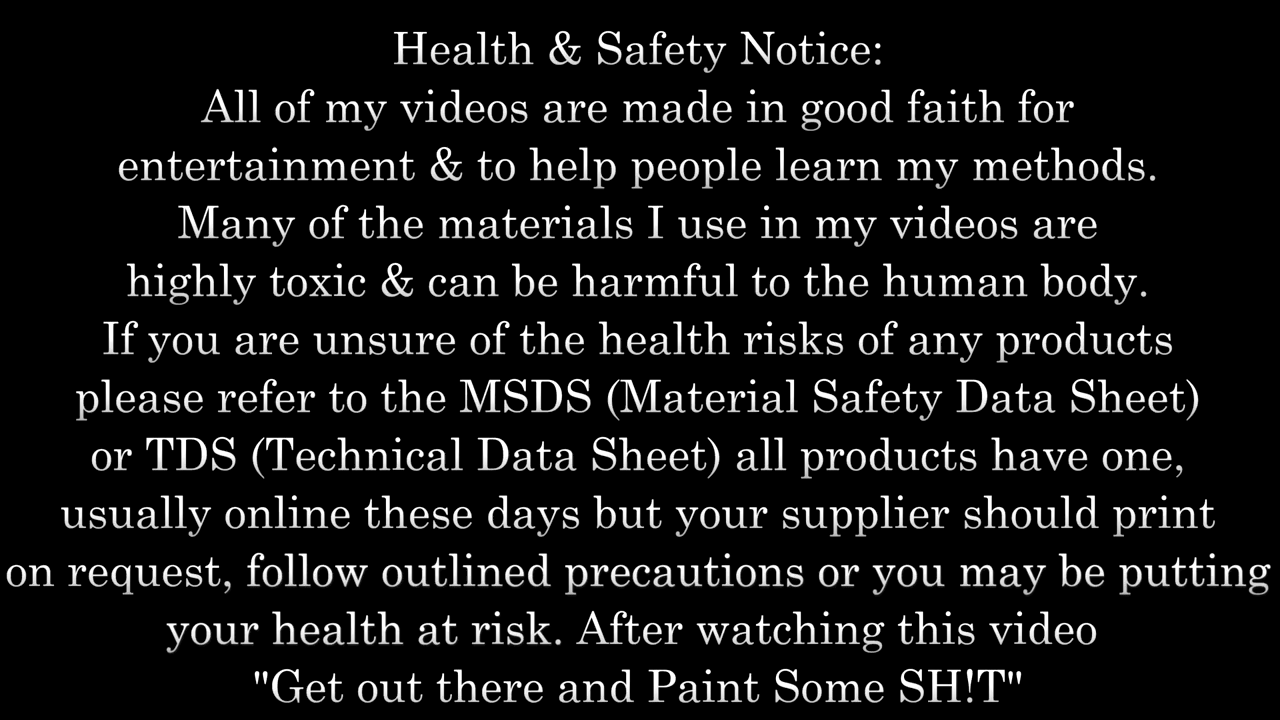 Health & Safety Notice:
All of my videos are made in good faith for
entertainment & to help people learn my methods.
Many of the materials I use in my videos are
highly toxic & can be harmful to the human body.
If you are unsure of the health risks of any products
please refer to the MSDS (Material Safety Data Sheet)
or TDS (Technical Data Sheet) all products have one,
usually online these days but your supplier should print
on request, follow outlined precautions or you may be putting
your health at risk. After watching this video
"Get out there and Paint Some SH!T"